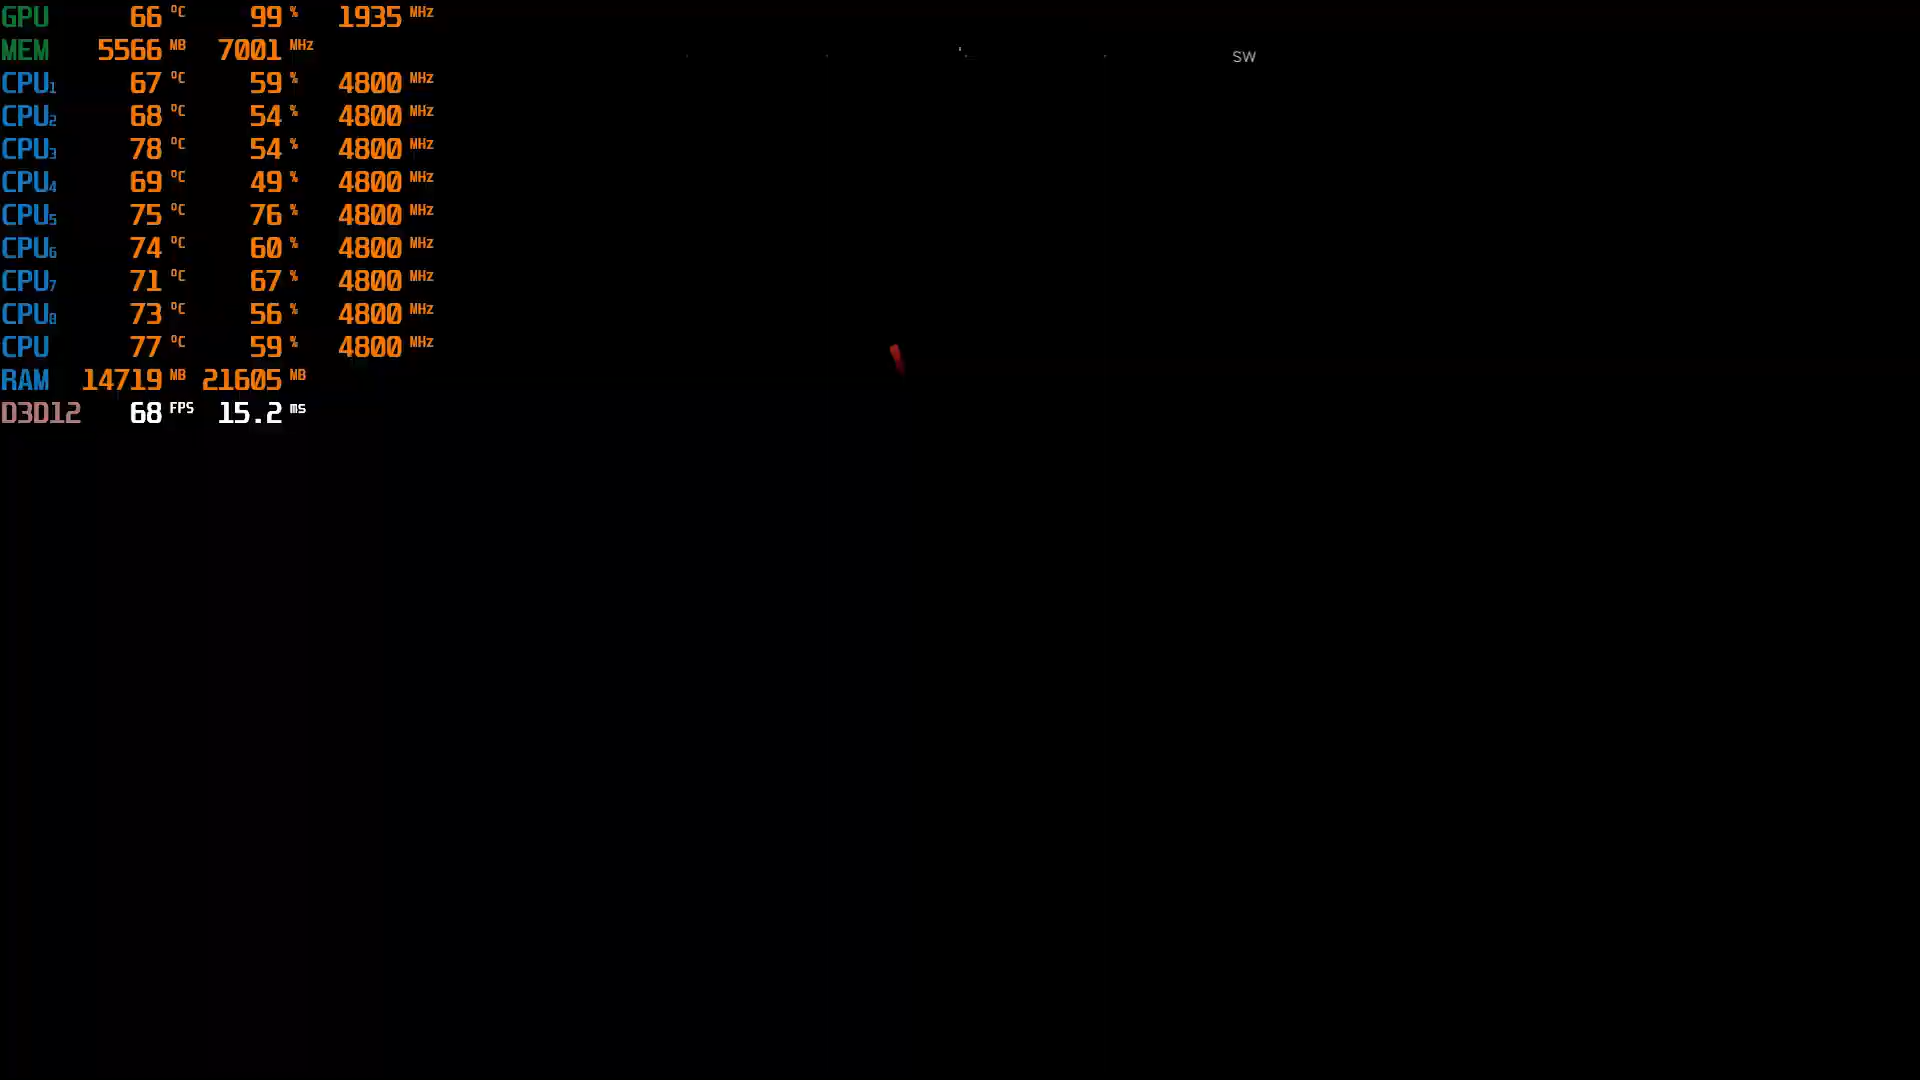 GPU 66 °C 99 % 1935 MHz
MEM 5566 MB 7001 MHz
SW
CPU1 67 °C 59 % 4800 MHz
CPU2 68 °C 54 % 4800 MHz
CPU3 78 °C 54 % 4800 MHz
CPU4 69 °C 49 % 4800 MHz
CPU5 75 °C 76 % 4800 MHz
CPU6 74 °C 60 % 4800 MHz
CPU7 71 °C 67 % 4800 MHz
CPU8 73 °C 56 % 4800 MHz
CPU 77 °C 59 % 4800 MHz
RAM 14719 MB 21605 MB
D3D12 68 FPS 15.2 ms